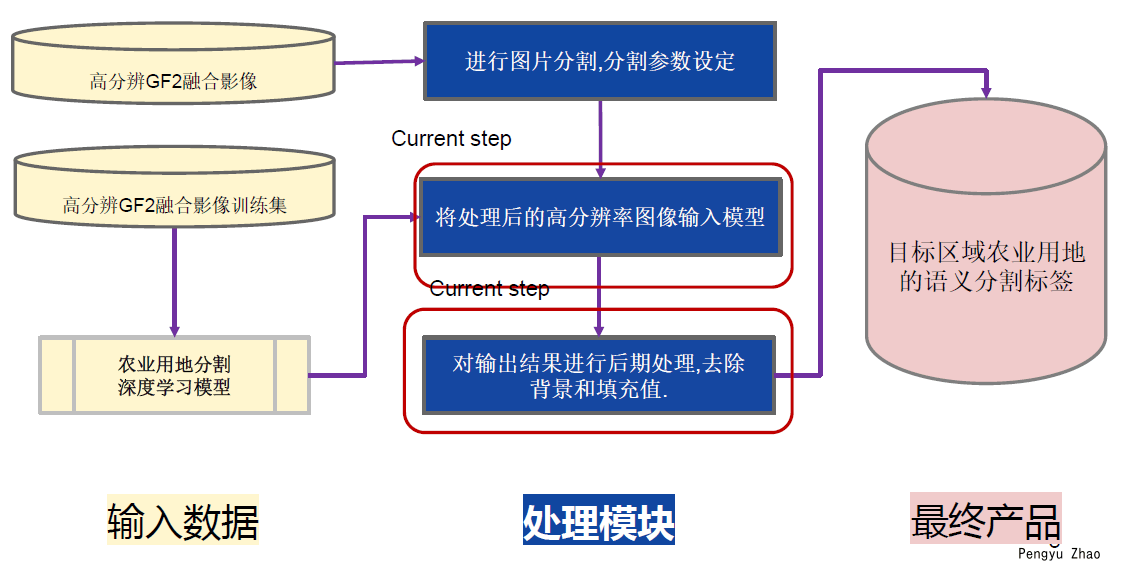 高分辨GF2融合影像
进行图片分割,分割参数设定
Current step
高分辨GF2融合影像训练集
将处理后的高分辨率图像输入模型
Current step
农业用地分割
深度学习模型
对输出结果进行后期处理,去除
背景和填充值.
目标区域农业用地
的语义分割标签
输入数据
处理模块
最终产品
Pengyu Zhao